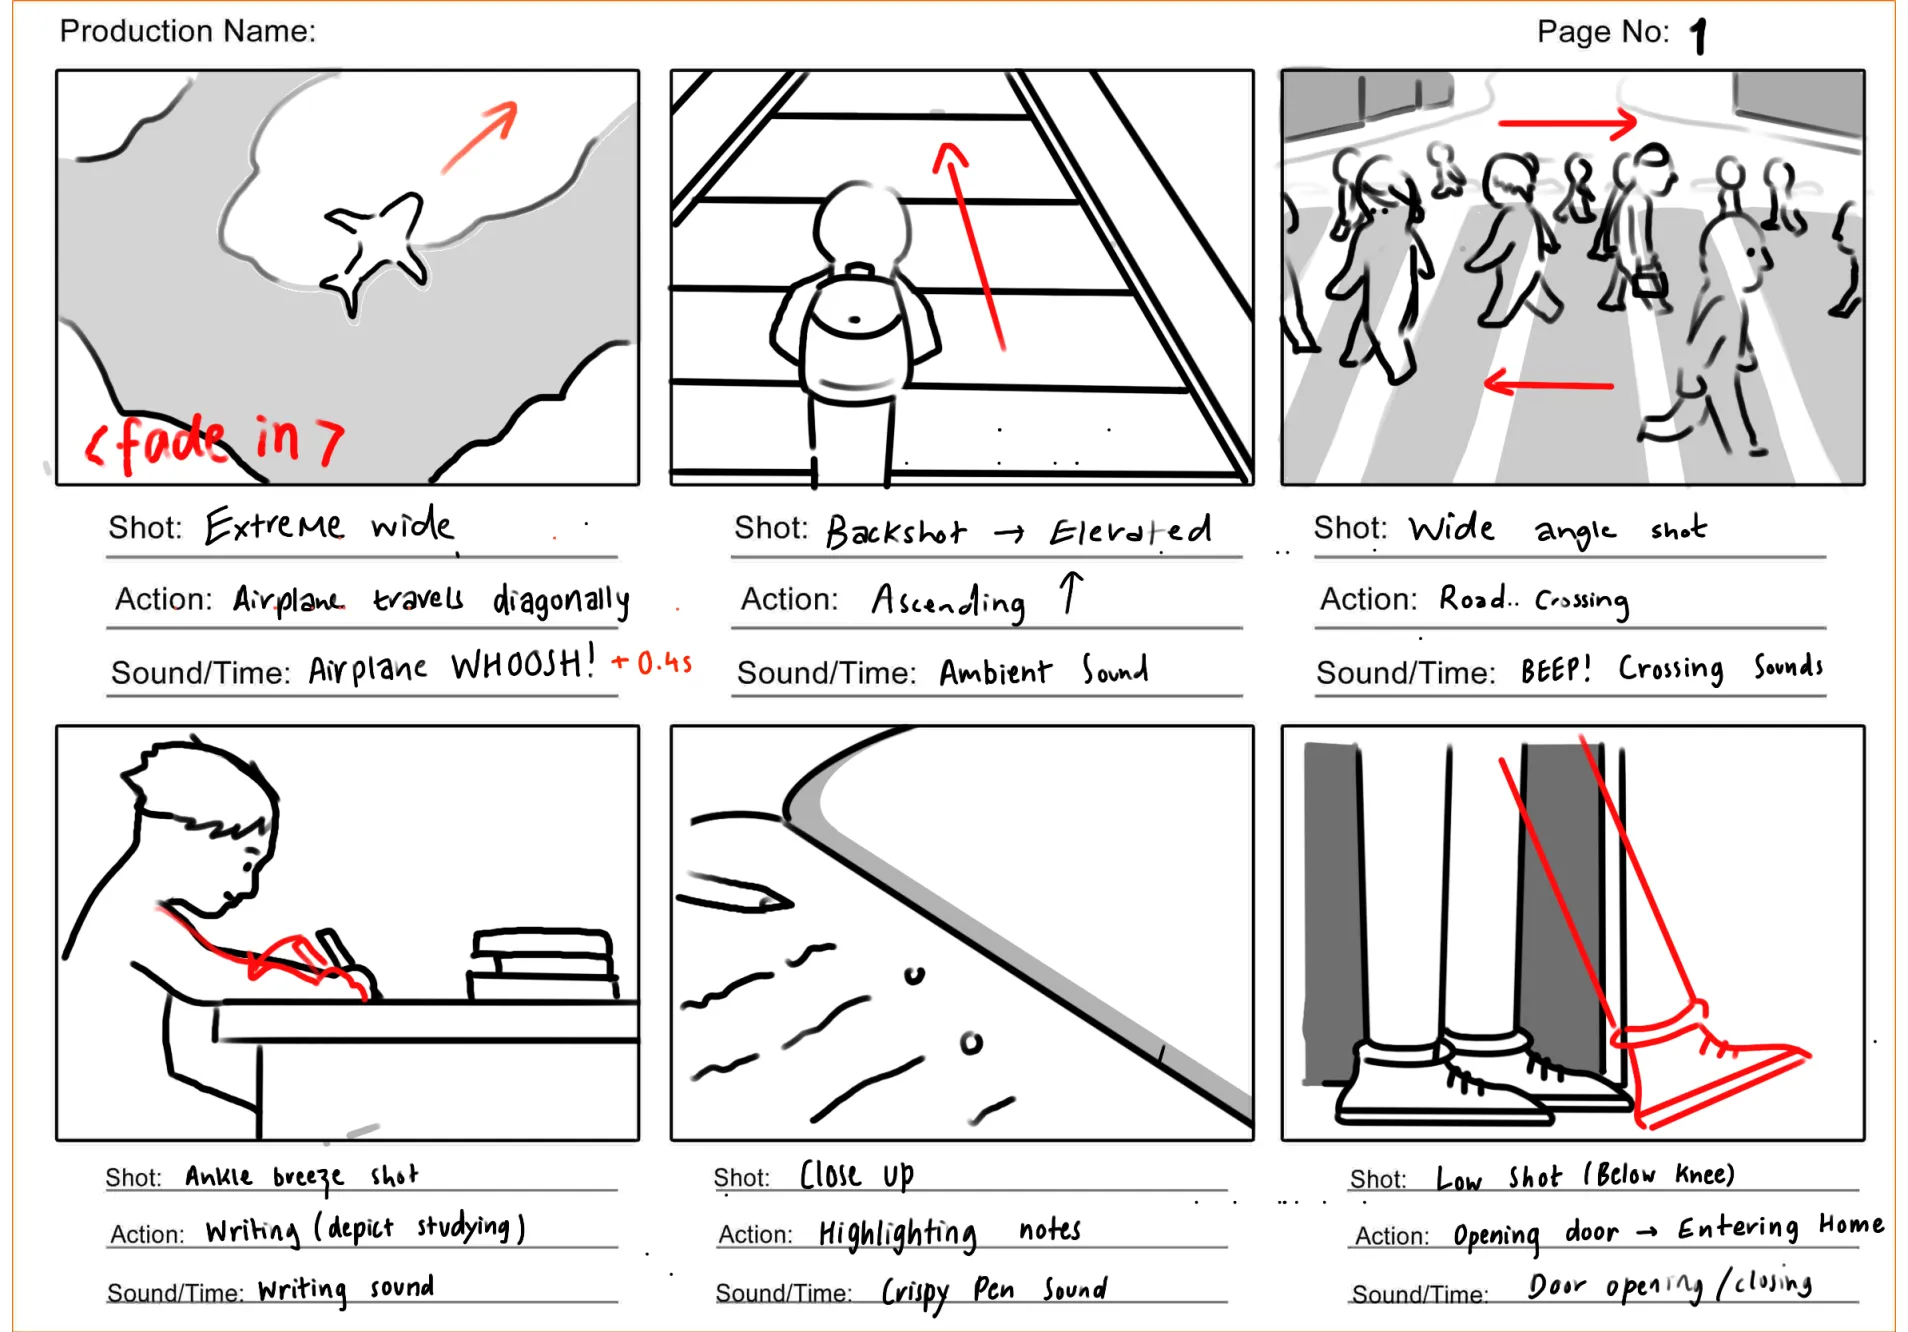 Production Name:
Page No: 1
<fade in>
Shot: Extreme wide
Action: Airplane travels diagonally
Sound/Time: Airplane WHOOSH! + 0.4s
Shot: Backshot → Elevated
Action: Ascending ↑
Sound/Time: Ambient Sound
Shot: Wide angle shot
Action: Road.. Crossing
Sound/Time: BEEP! Crossing Sounds
Shot: Ankle breeze shot
Action: Writing (depict studying)
Sound/Time: Writing sound
Shot: Close up
Action: Highlighting notes
Sound/Time: Crispy Pen Sound
Shot: Low Shot (Below Knee)
Action: Opening door → Entering Home
Sound/Time: Door opening/closing